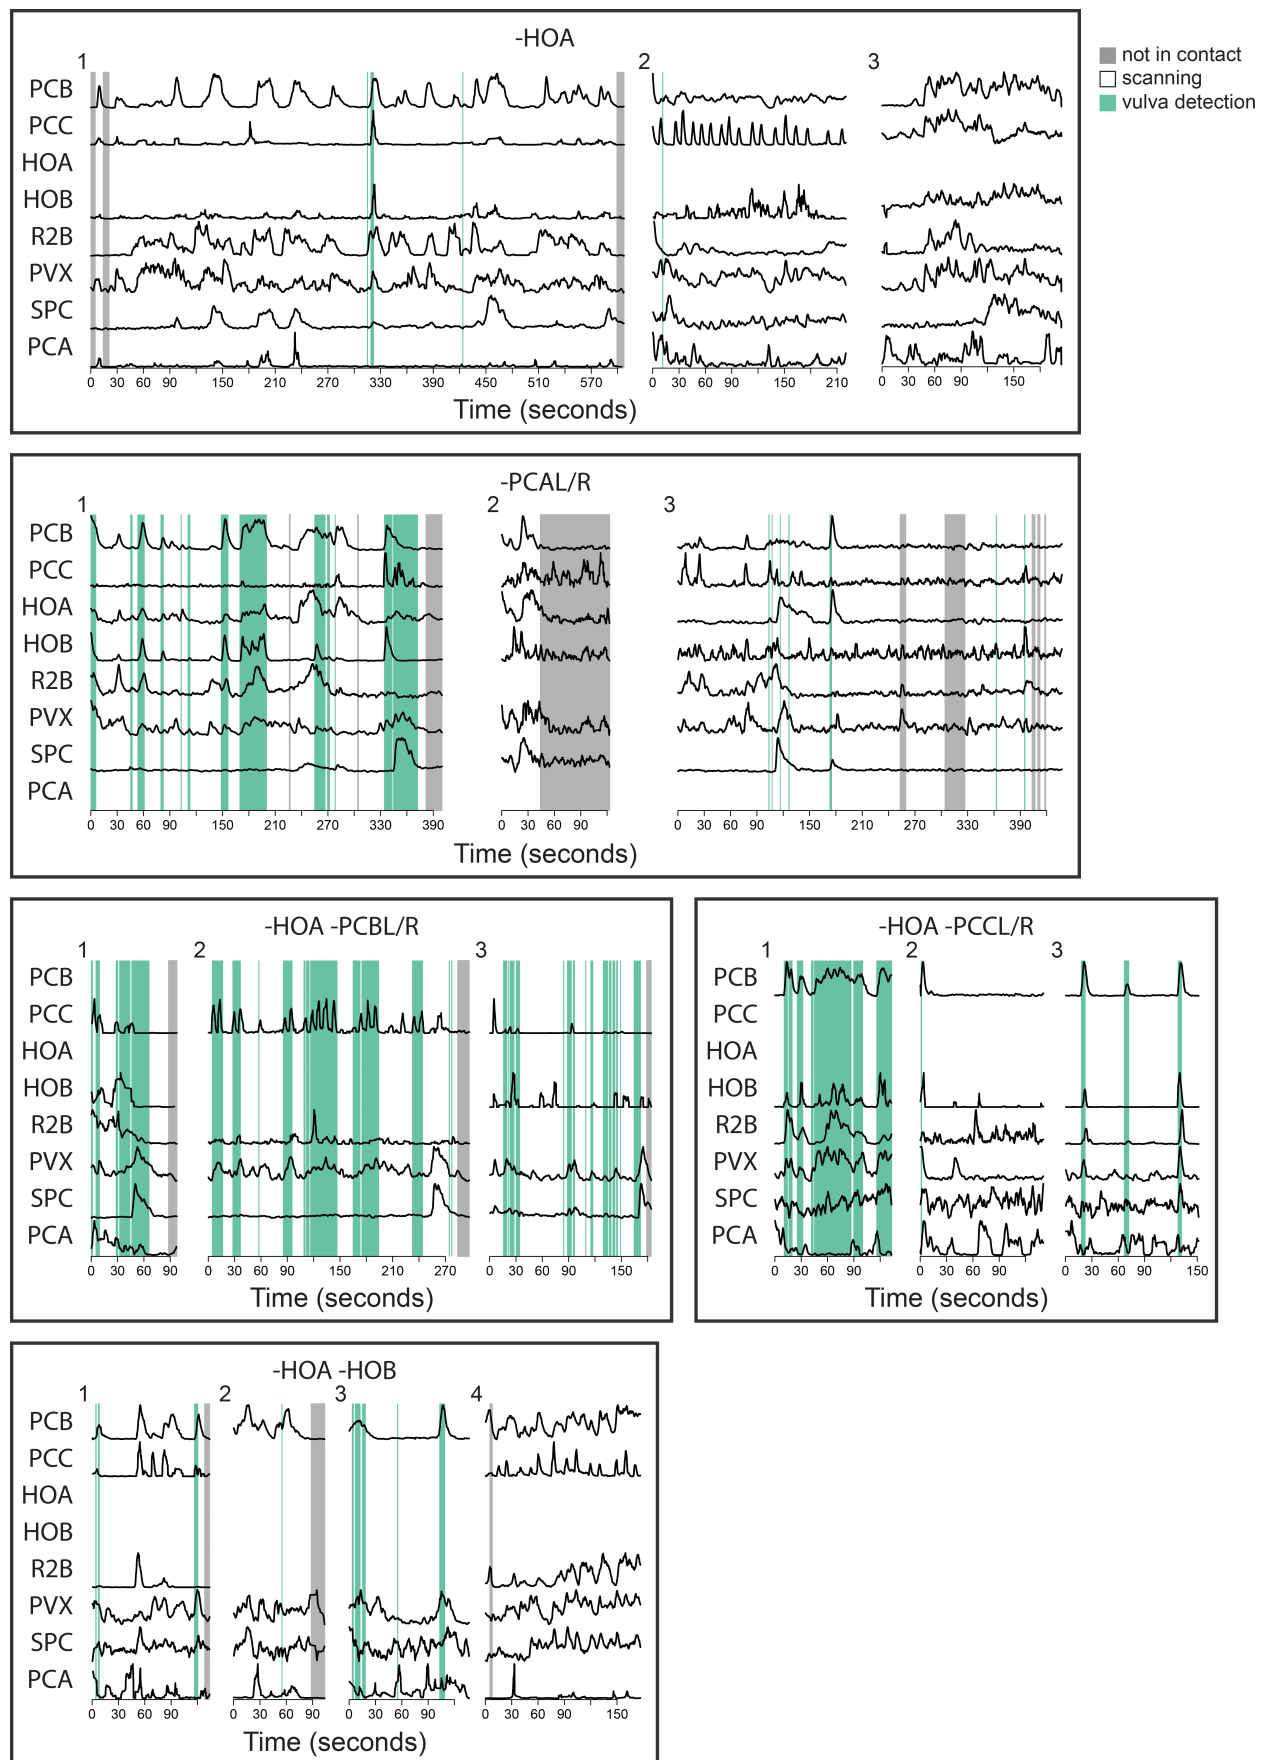 -HOA
1 2 3
not in contact
scanning
vulva detection
PCB
PCC
HOA
HOB
R2B
PVX
SPC
PCA
0 30 60 90 150 210 270 330 390 450 510 570 0 30 60 90 150 210 0 30 60 90 150
Time (seconds)
-PCAL/R
1 2 3
PCB
PCC
HOA
HOB
R2B
PVX
SPC
PCA
0 30 60 90 150 210 270 330 390 0 30 60 90 0 30 60 90 150 210 270 330 390
Time (seconds)
-HOA -PCBL/R
1 2 3
PCB
PCC
HOA
HOB
R2B
PVX
SPC
PCA
0 30 60 90 0 30 60 90 150 210 270 0 30 60 90 150
Time (seconds)
-HOA -PCCL/R
1 2 3
PCB
PCC
HOA
HOB
R2B
PVX
SPC
PCA
0 30 60 90 0 30 60 90 0 30 60 90 150
Time (seconds)
-HOA -HOB
1 2 3 4
PCB
PCC
HOA
HOB
R2B
PVX
SPC
PCA
0 30 60 90 0 30 60 90 0 30 60 90 0 30 60 90 150
Time (seconds)